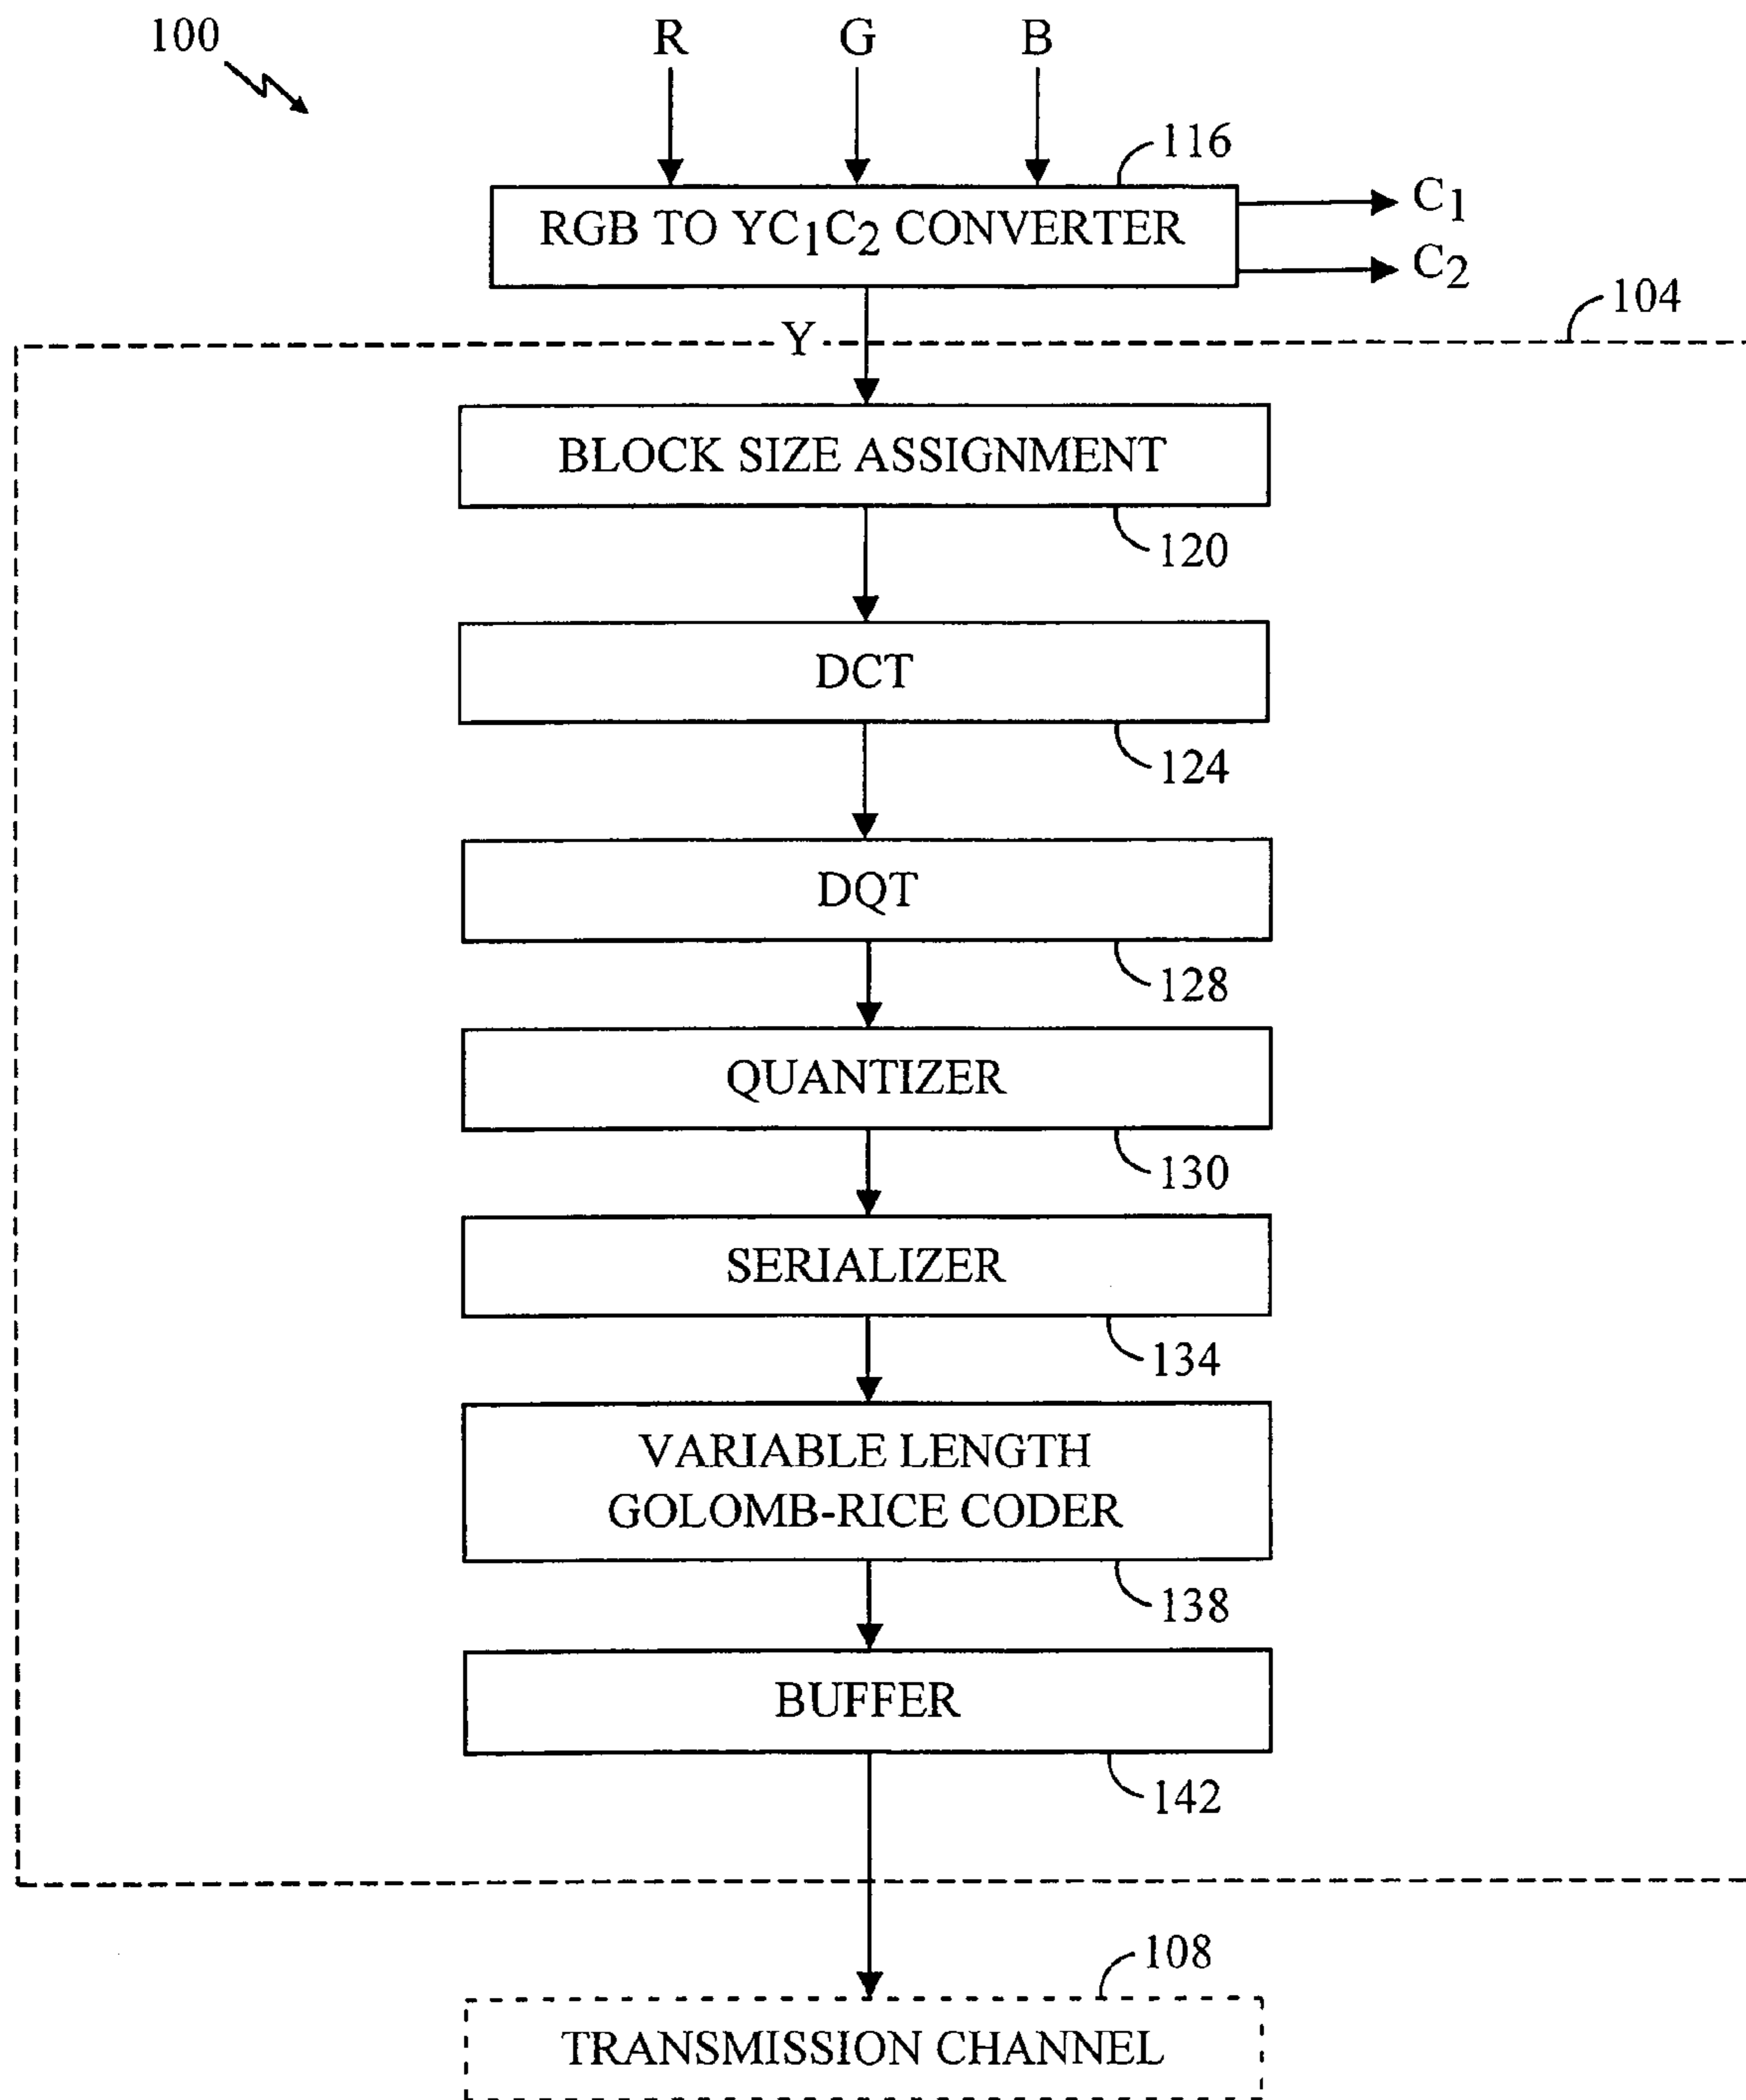 100
R G B
116
RGB TO YC1C2 CONVERTER
C1
C2
104
Y
BLOCK SIZE ASSIGNMENT
120
DCT
124
DQT
128
QUANTIZER
130
SERIALIZER
134
VARIABLE LENGTH
GOLOMB-RICE CODER
138
BUFFER
142
108
TRANSMISSION CHANNEL